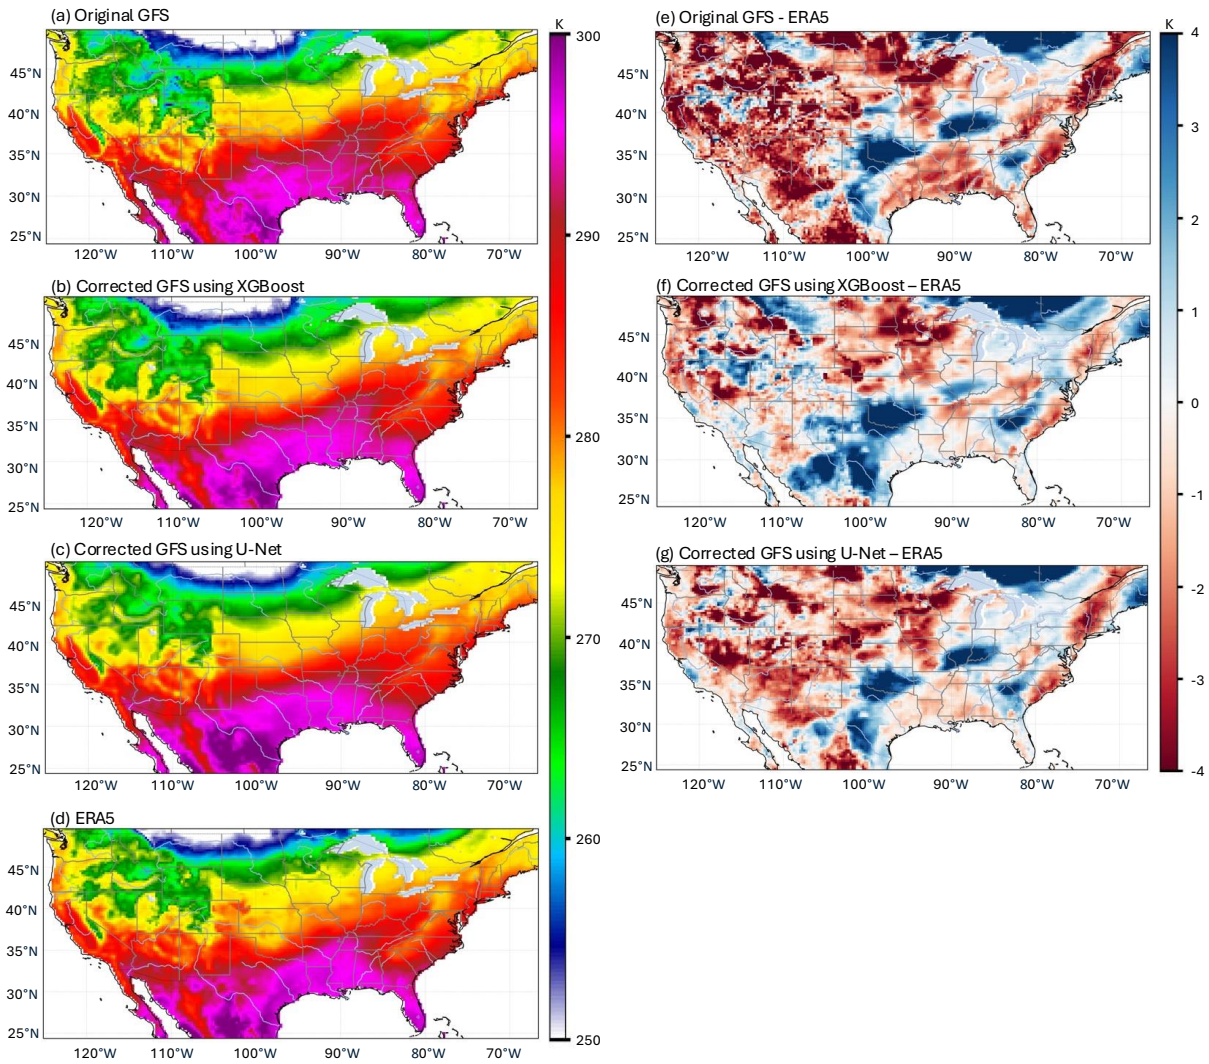 (a) Original GFS
K
300
(e) Original GFS - ERA5
K
4
45°N
40°N
35°N
30°N
25°N
120°W
110°W
100°W
90°W
80°W
70°W
45°N
40°N
35°N
30°N
25°N
120°W
110°W
100°W
90°W
80°W
70°W
3
2
290
(b) Corrected GFS using XGBoost
45°N
40°N
35°N
30°N
25°N
120°W
110°W
100°W
90°W
80°W
70°W
280
(f) Corrected GFS using XGBoost – ERA5
45°N
40°N
35°N
30°N
25°N
120°W
110°W
100°W
90°W
80°W
70°W
1
0
-1
(c) Corrected GFS using U-Net
45°N
40°N
35°N
30°N
25°N
120°W
110°W
100°W
90°W
80°W
70°W
270
(g) Corrected GFS using U-Net – ERA5
45°N
40°N
35°N
30°N
25°N
120°W
110°W
100°W
90°W
80°W
70°W
-2
-3
-4
(d) ERA5
260
45°N
40°N
35°N
30°N
25°N
120°W
110°W
100°W
90°W
80°W
70°W
250